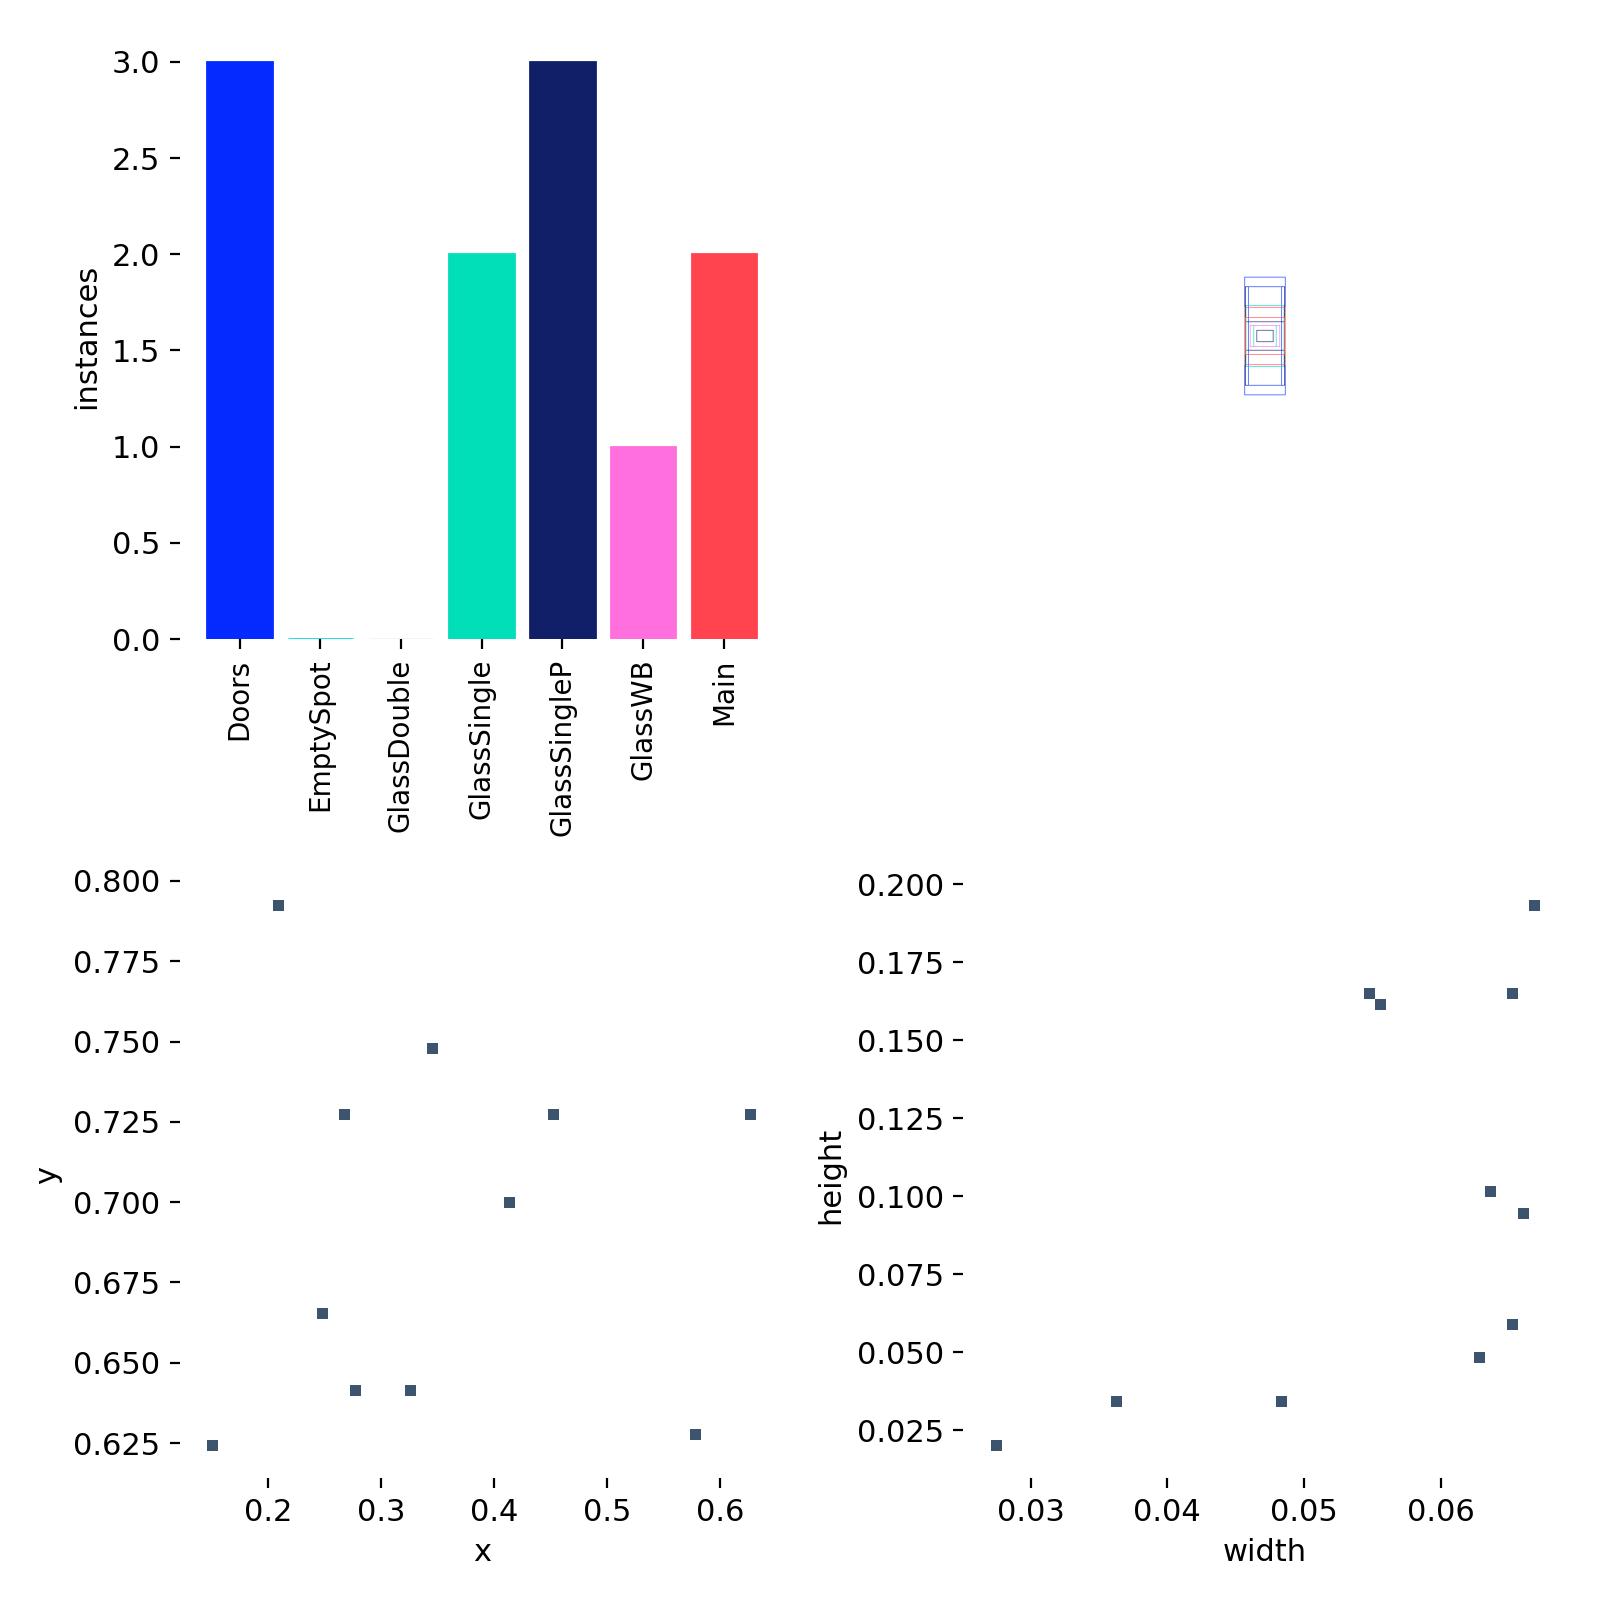 3.0
2.5
2.0
1.5
1.0
0.5
0.0
instances
Doors
EmptySpot
GlassDouble
GlassSingle
GlassSingleP
GlassWB
Main
0.800
0.775
0.750
0.725
0.700
0.675
0.650
0.625
y
0.2 0.3 0.4 0.5 0.6
x
0.200
0.175
0.150
0.125
0.100
0.075
0.050
0.025
height
0.03 0.04 0.05 0.06
width